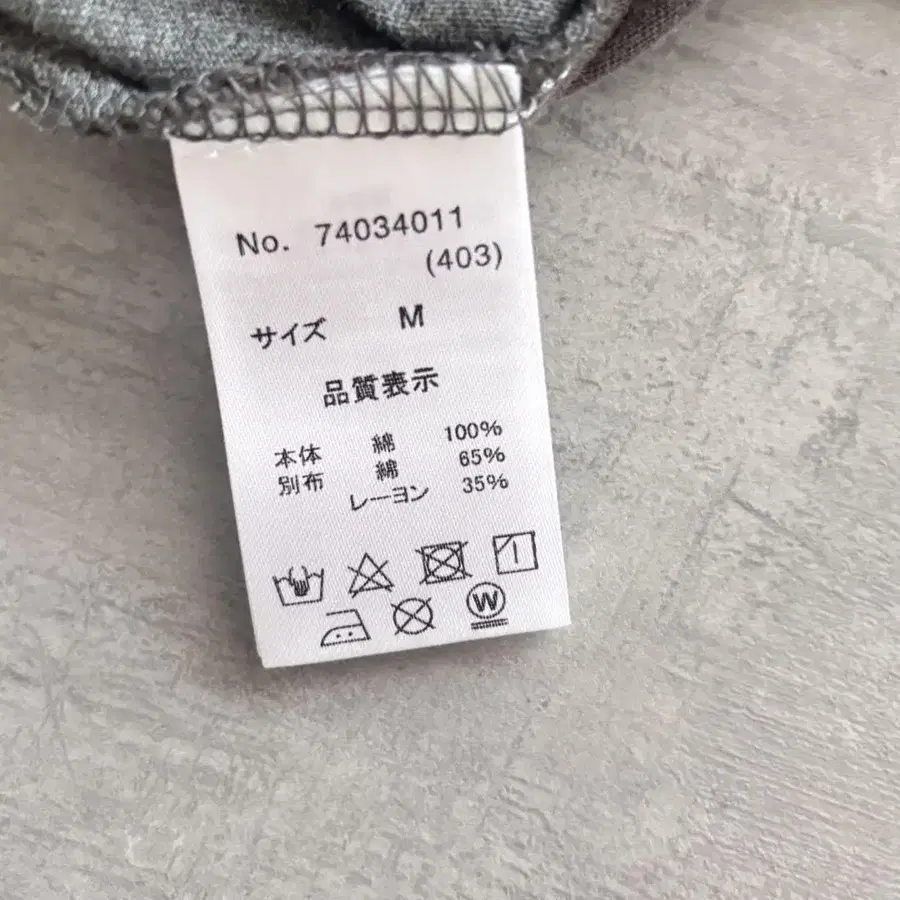 No. 74034011
(403)
サイズ M
品質表示
本体 綿 100%
別布 綿 65%
レーヨン 35%
W